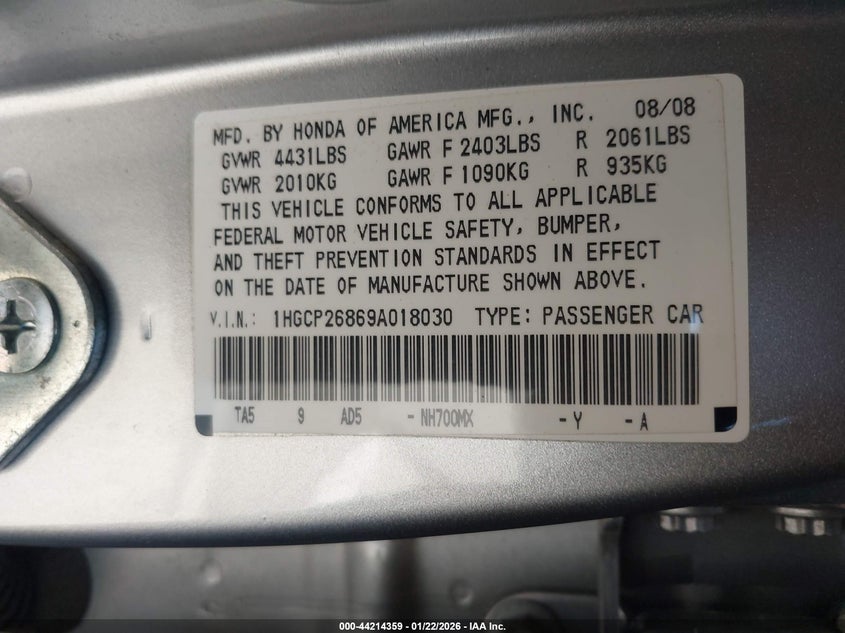 MFD. BY HONDA OF AMERICA MFG., INC. 08/08
GVWR 4431LBS GAWR F 2403LBS R 2061LBS
GVWR 2010KG GAWR F 1090KG R 935KG
THIS VEHICLE CONFORMS TO ALL APPLICABLE
FEDERAL MOTOR VEHICLE SAFETY, BUMPER,
AND THEFT PREVENTION STANDARDS IN EFFECT
ON THE DATE OF MANUFACTURE SHOWN ABOVE.
V.I.N.: 1HGCP26869A018030 TYPE: PASSENGER CAR
TA5 9 AD5 -NH700MX -Y -A
000-44214359 - 01/22/2026 - IAA Inc.